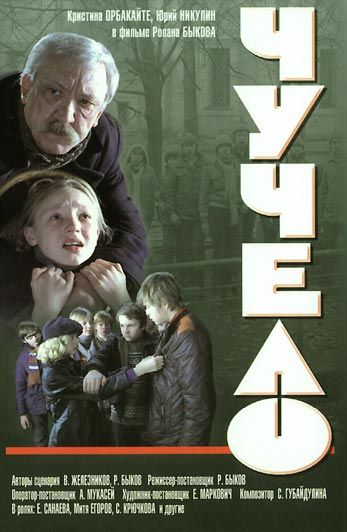 Кристина ОРБАКАЙТЕ, Юрий НИКУЛИН
в фильме Ролана БЫКОВА
ЧУЧЕЛО
Авторы сценария В. ЖЕЛЕЗНИКОВ, Р. БЫКОВ Режиссер-постановщик Р. БЫКОВ
Оператор-постановщик А. МУКАСЕЙ Художник-постановщик Е. МАРКОВИЧ Композитор С. ГУБАЙДУЛИНА
В ролях: Е. САНАЕВА, Митя ЕГОРОВ, С. КРЮЧКОВА и другие